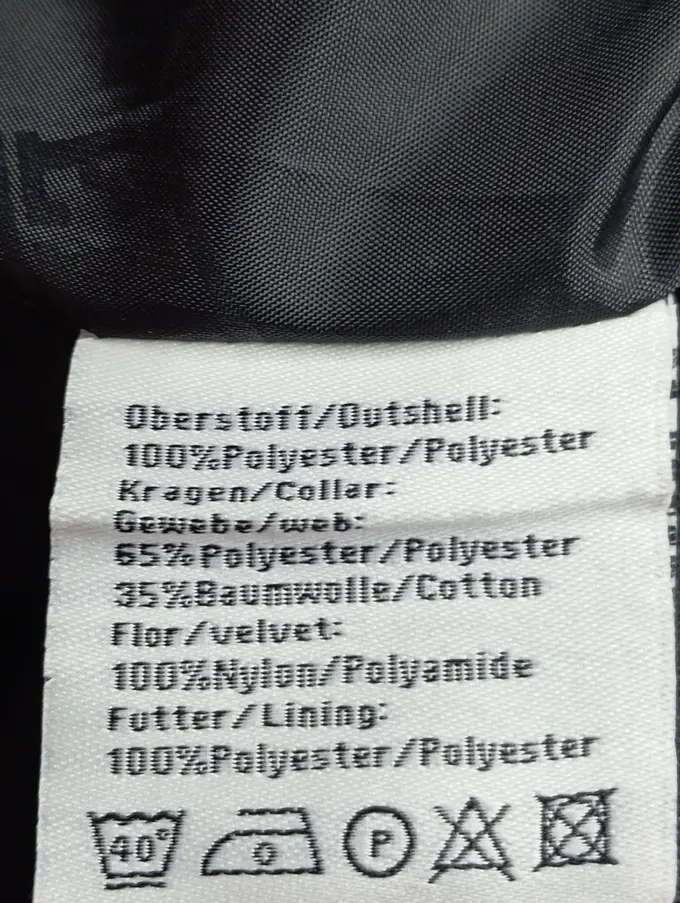 Oberstoff/Outshell:
100%Polyester/Polyester
Kragen/Collar:
Gewebe/web:
65%Polyester/Polyester
35%Baumwolle/Cotton
Flor/velvet:
100%Nylon/Polyamide
Futter/Lining:
100%Polyester/Polyester
40° P